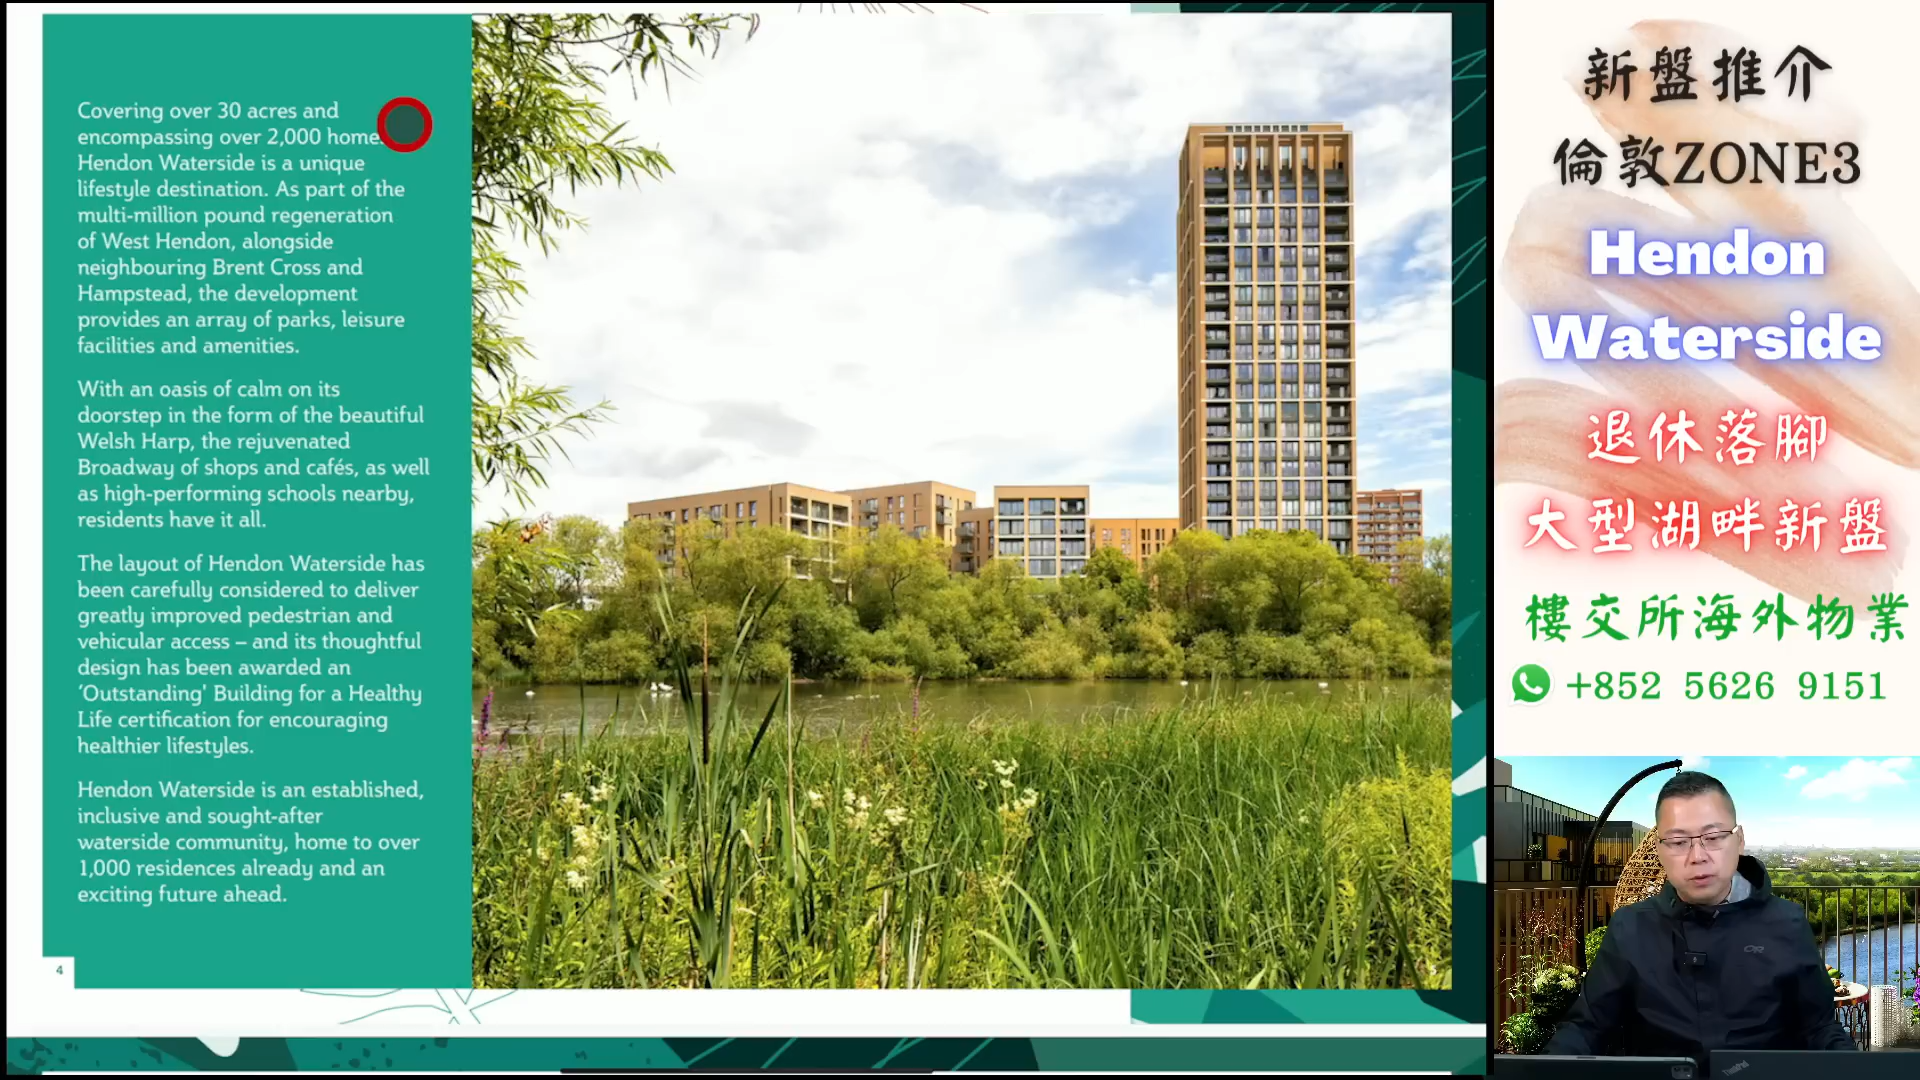 Covering over 30 acres and
encompassing over 2,000 home
Hendon Waterside is a unique
lifestyle destination. As part of the
multi-million pound regeneration
of West Hendon, alongside
neighbouring Brent Cross and
Hampstead, the development
provides an array of parks, leisure
facilities and amenities.
With an oasis of calm on its
doorstep in the form of the beautiful
Welsh Harp, the rejuvenated
Broadway of shops and cafés, as well
as high-performing schools nearby,
residents have it all.
The layout of Hendon Waterside has
been carefully considered to deliver
greatly improved pedestrian and
vehicular access – and its thoughtful
design has been awarded an
'Outstanding' Building for a Healthy
Life certification for encouraging
healthier lifestyles.
Hendon Waterside is an established,
inclusive and sought-after
waterside community, home to over
1,000 residences already and an
exciting future ahead.
4
5
新盤推介
倫敦ZONE3
Hendon
Waterside
退休落腳
大型湖畔新盤
樓交所海外物業
+852 5626 9151
OR
ThinkPad